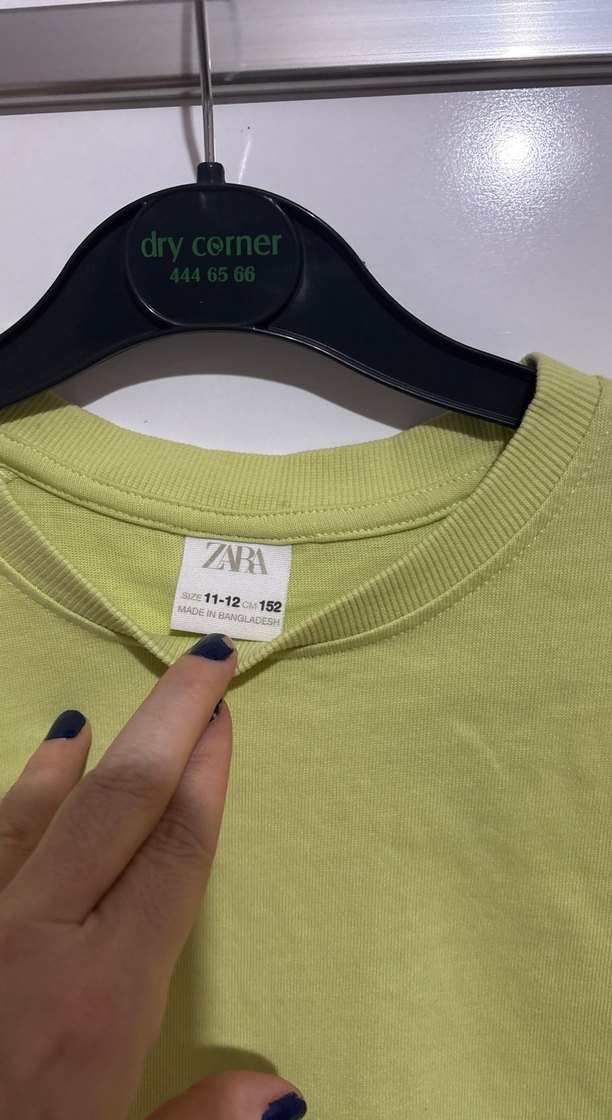 dry corner
444 65 66
ZARA
SIZE 11-12 CM 152
MADE IN BANGLADESH